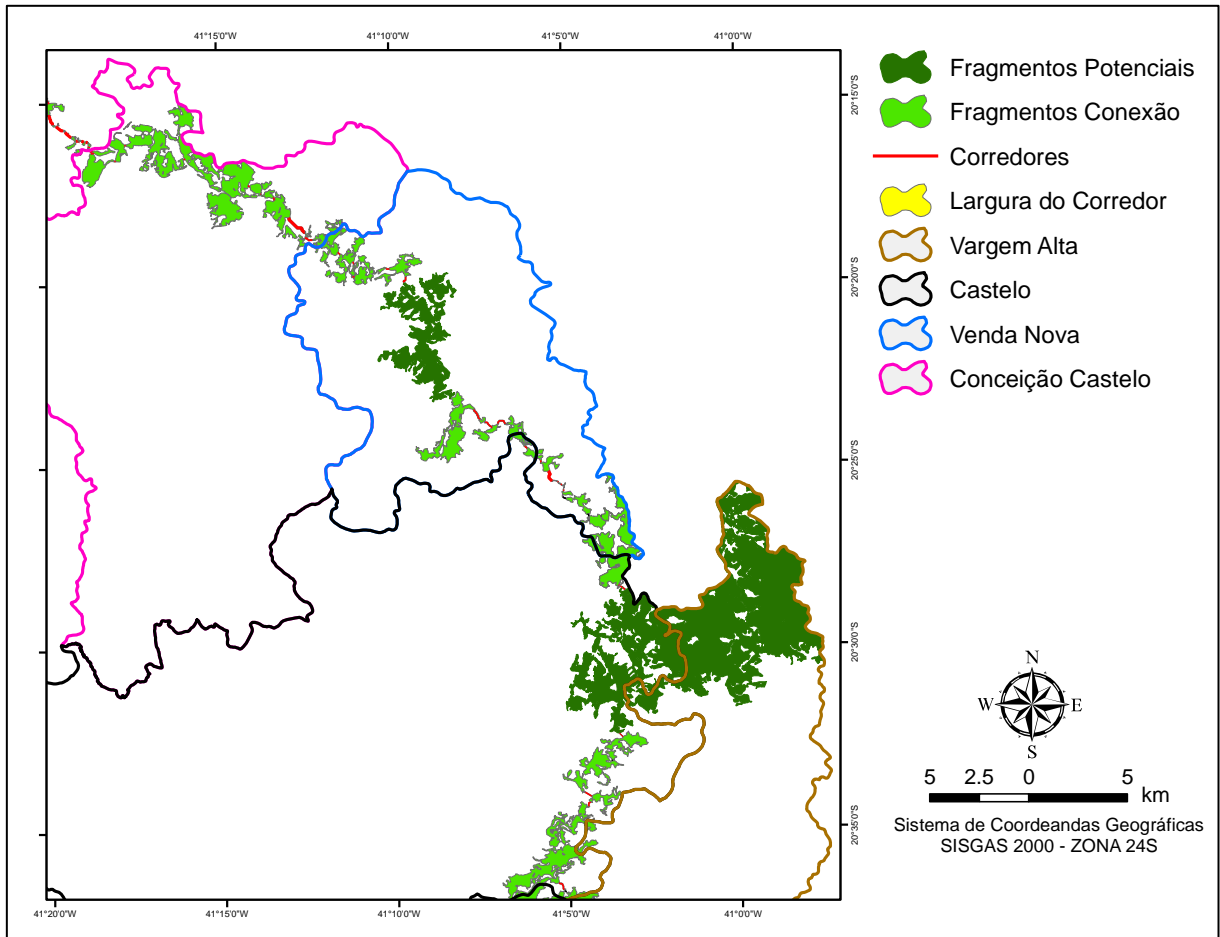 41°15'0"W 41°10'0"W 41°5'0"W 41°0'0"W
Fragmentos Potenciais
Fragmentos Conexão
Corredores
Largura do Corredor
Vargem Alta
Castelo
Venda Nova
Conceição Castelo
20°15'0"S
20°20'0"S
20°25'0"S
20°30'0"S
20°35'0"S
N
W E
S
5 2.5 0 5
km
Sistema de Coordeandas Geográficas
SISGAS 2000 - ZONA 24S
41°20'0"W 41°15'0"W 41°10'0"W 41°5'0"W 41°0'0"W